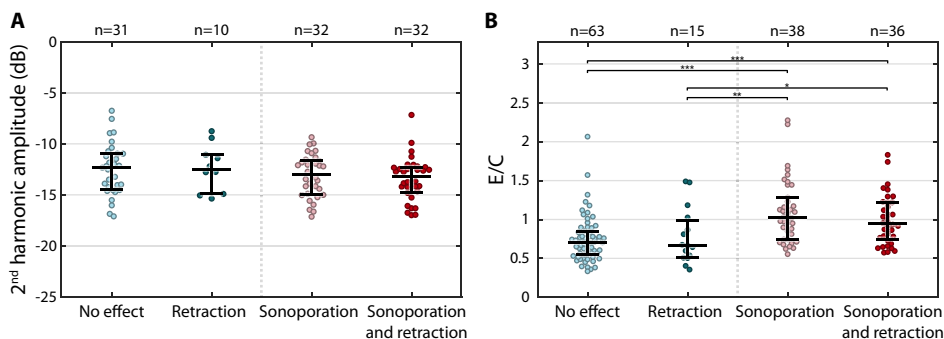 A
n=31 n=10 n=32 n=32
2nd harmonic amplitude (dB)
0
-5
-10
-15
-20
-25
No effect Retraction Sonoporation Sonoporation
and retraction
B
n=63 n=15 n=38 n=36
E/C
3
2.5
2
1.5
1
0.5
0
***
***
*
**
No effect Retraction Sonoporation Sonoporation
and retraction